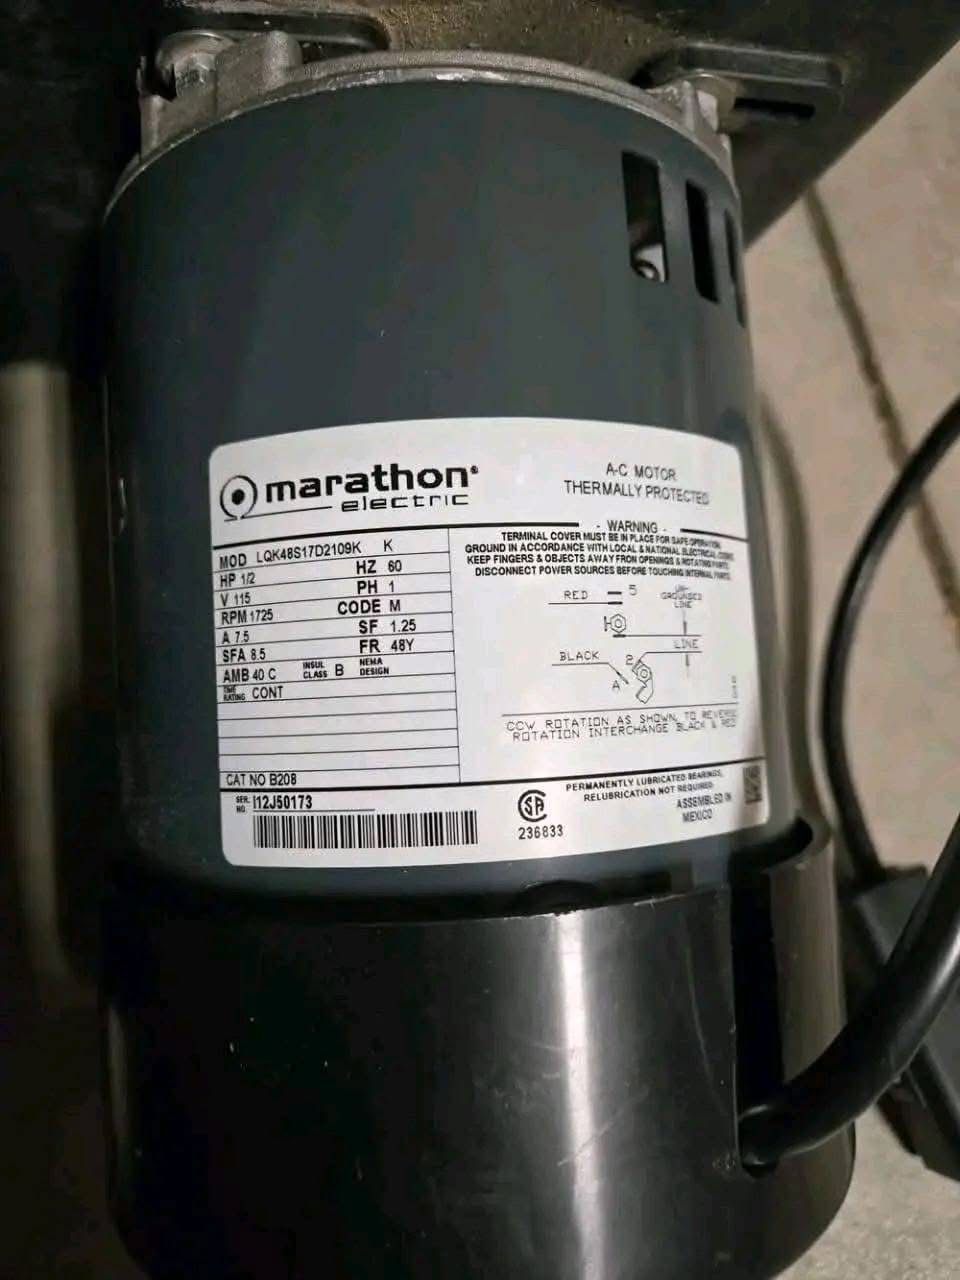 marathon®
electric
A-C MOTOR
THERMALLY PROTECTED
MOD LQK48S17D2109K K
HP 1/2 HZ 60
V 115 PH 1
RPM 1725 CODE M
A 7.5 SF 1.25
SFA 8.5 FR 48Y
AMB 40 C INSUL CLASS B NEMA DESIGN
TIME RATING CONT
CAT NO B208
SER. NO. I12J50173
- WARNING -
TERMINAL COVER MUST BE IN PLACE FOR SAFE OPERATION
GROUND IN ACCORDANCE WITH LOCAL & NATIONAL ELECTRICAL CODES
KEEP FINGERS & OBJECTS AWAY FROM OPENINGS & ROTATING PARTS
DISCONNECT POWER SOURCES BEFORE TOUCHING INTERNAL PARTS
RED 5 UN-
GROUNDED
LINE
LINE
BLACK 2
A
CCW ROTATION AS SHOWN, TO REVERSE
ROTATION INTERCHANGE BLACK & RED
PERMANENTLY LUBRICATED BEARINGS,
RELUBRICATION NOT REQUIRED
SA
236833
ASSEMBLED IN
MEXICO